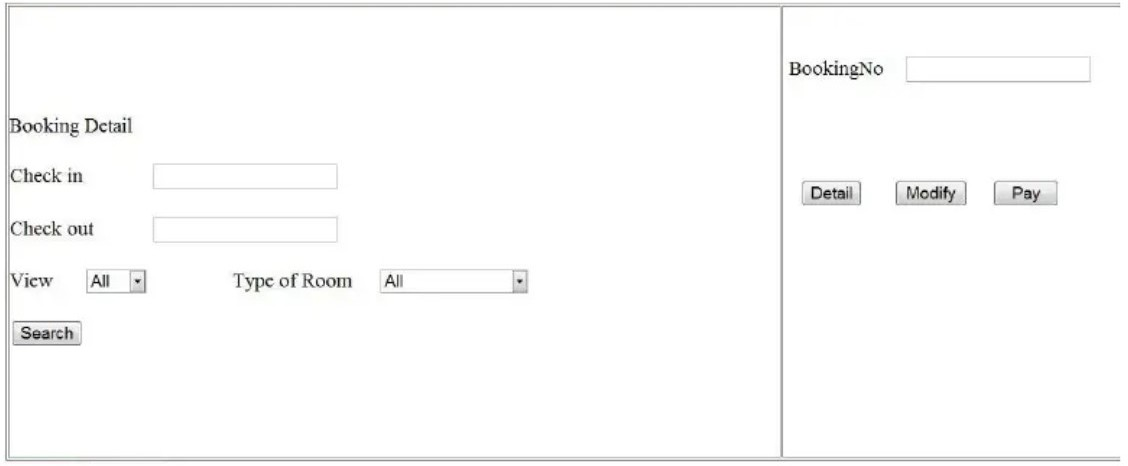 Booking Detail
Check in
Check out
View All Type of Room All
Search
BookingNo
Detail Modify Pay